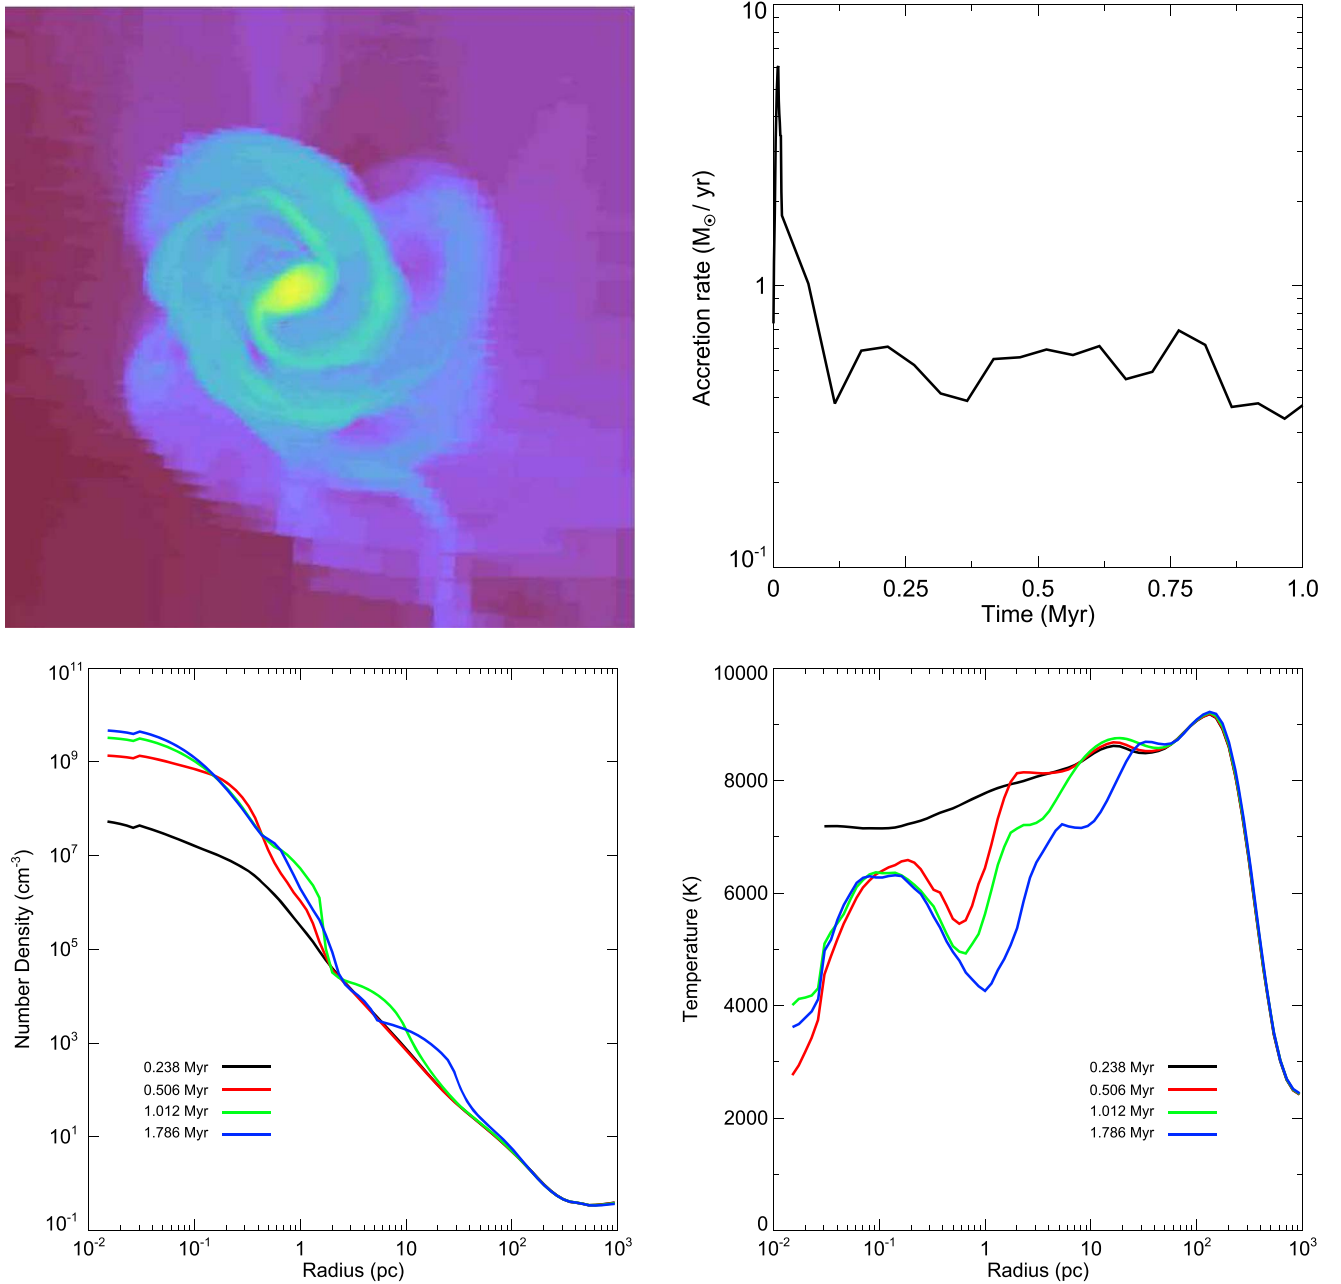 10
1
10⁻¹
Accretion rate (M☉ / yr)
0
0.25
0.5
0.75
1.0
Time (Myr)
10¹¹
10⁹
10⁷
10⁵
10³
10¹
10⁻¹
Number Density (cm⁻³)
0.238 Myr
0.506 Myr
1.012 Myr
1.786 Myr
10⁻²
10⁻¹
1
10
10²
10³
Radius (pc)
10000
8000
6000
4000
2000
0
Temperature (K)
0.238 Myr
0.506 Myr
1.012 Myr
1.786 Myr
10⁻²
10⁻¹
1
10
10²
10³
Radius (pc)